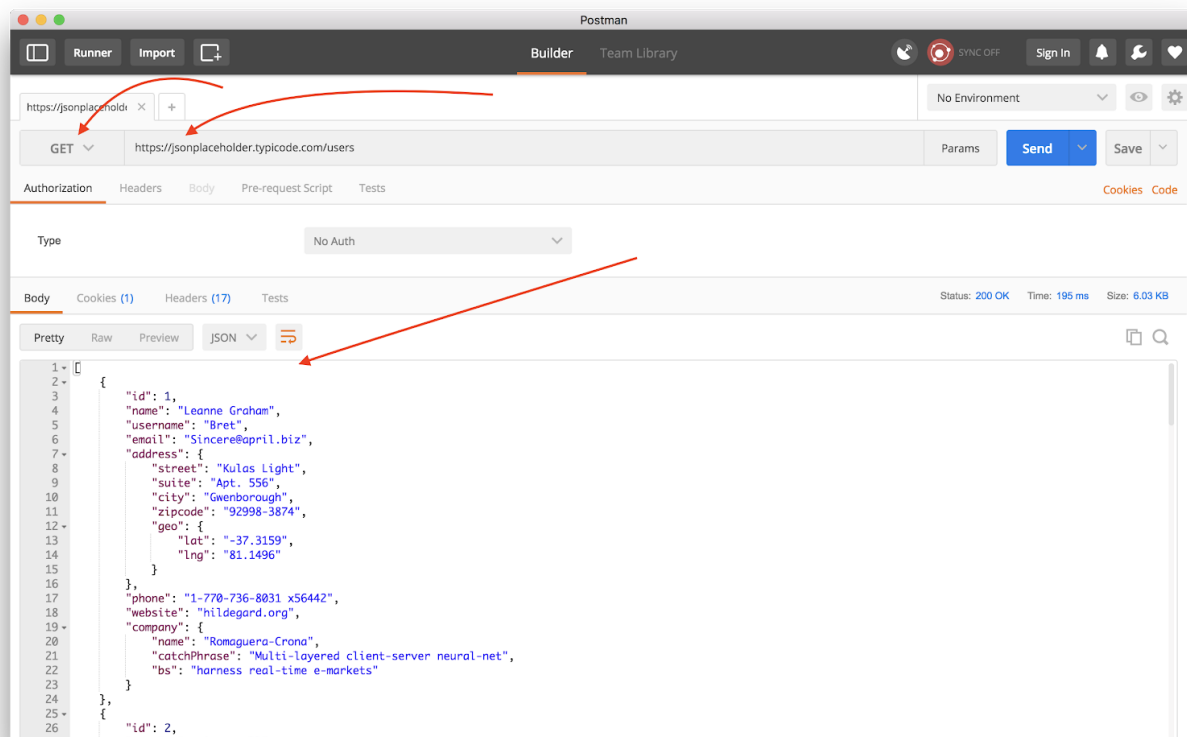 Postman
Runner Import Builder Team Library SYNC OFF Sign In
https://jsonplaceholde × + No Environment
GET https://jsonplaceholder.typicode.com/users Params Send Save
Authorization Headers Body Pre-request Script Tests Cookies Code
Type No Auth
Body Cookies (1) Headers (17) Tests Status: 200 OK Time: 195 ms Size: 6.03 KB
Pretty Raw Preview JSON
1 [
2 {
3 "id": 1,
4 "name": "Leanne Graham",
5 "username": "Bret",
6 "email": "Sincere@april.biz",
7 "address": {
8 "street": "Kulas Light",
9 "suite": "Apt. 556",
10 "city": "Gwenborough",
11 "zipcode": "92998-3874",
12 "geo": {
13 "lat": "-37.3159",
14 "lng": "81.1496"
15 }
16 },
17 "phone": "1-770-736-8031 x56442",
18 "website": "hildegard.org",
19 "company": {
20 "name": "Romaguera-Crona",
21 "catchPhrase": "Multi-layered client-server neural-net",
22 "bs": "harness real-time e-markets"
23 }
24 },
25 {
26 "id": 2,